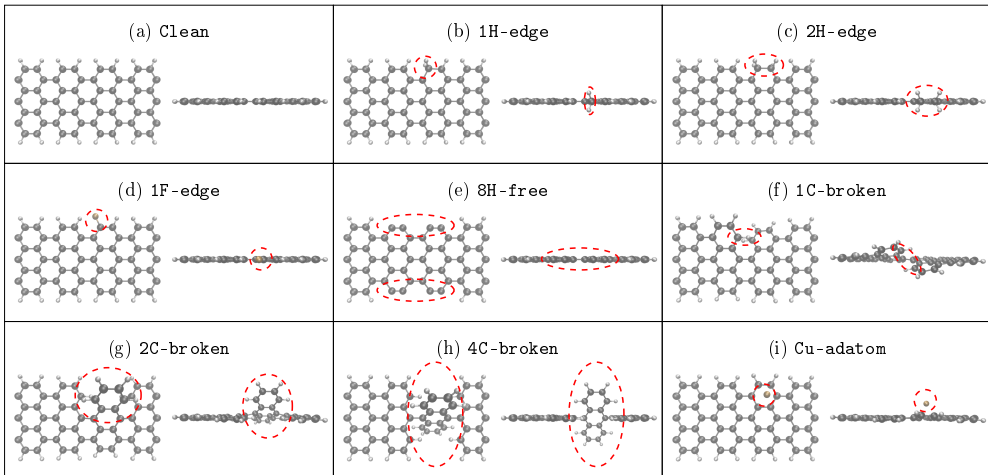 (a) Clean
(b) 1H-edge
(c) 2H-edge
(d) 1F-edge
(e) 8H-free
(f) 1C-broken
(g) 2C-broken
(h) 4C-broken
(i) Cu-adatom